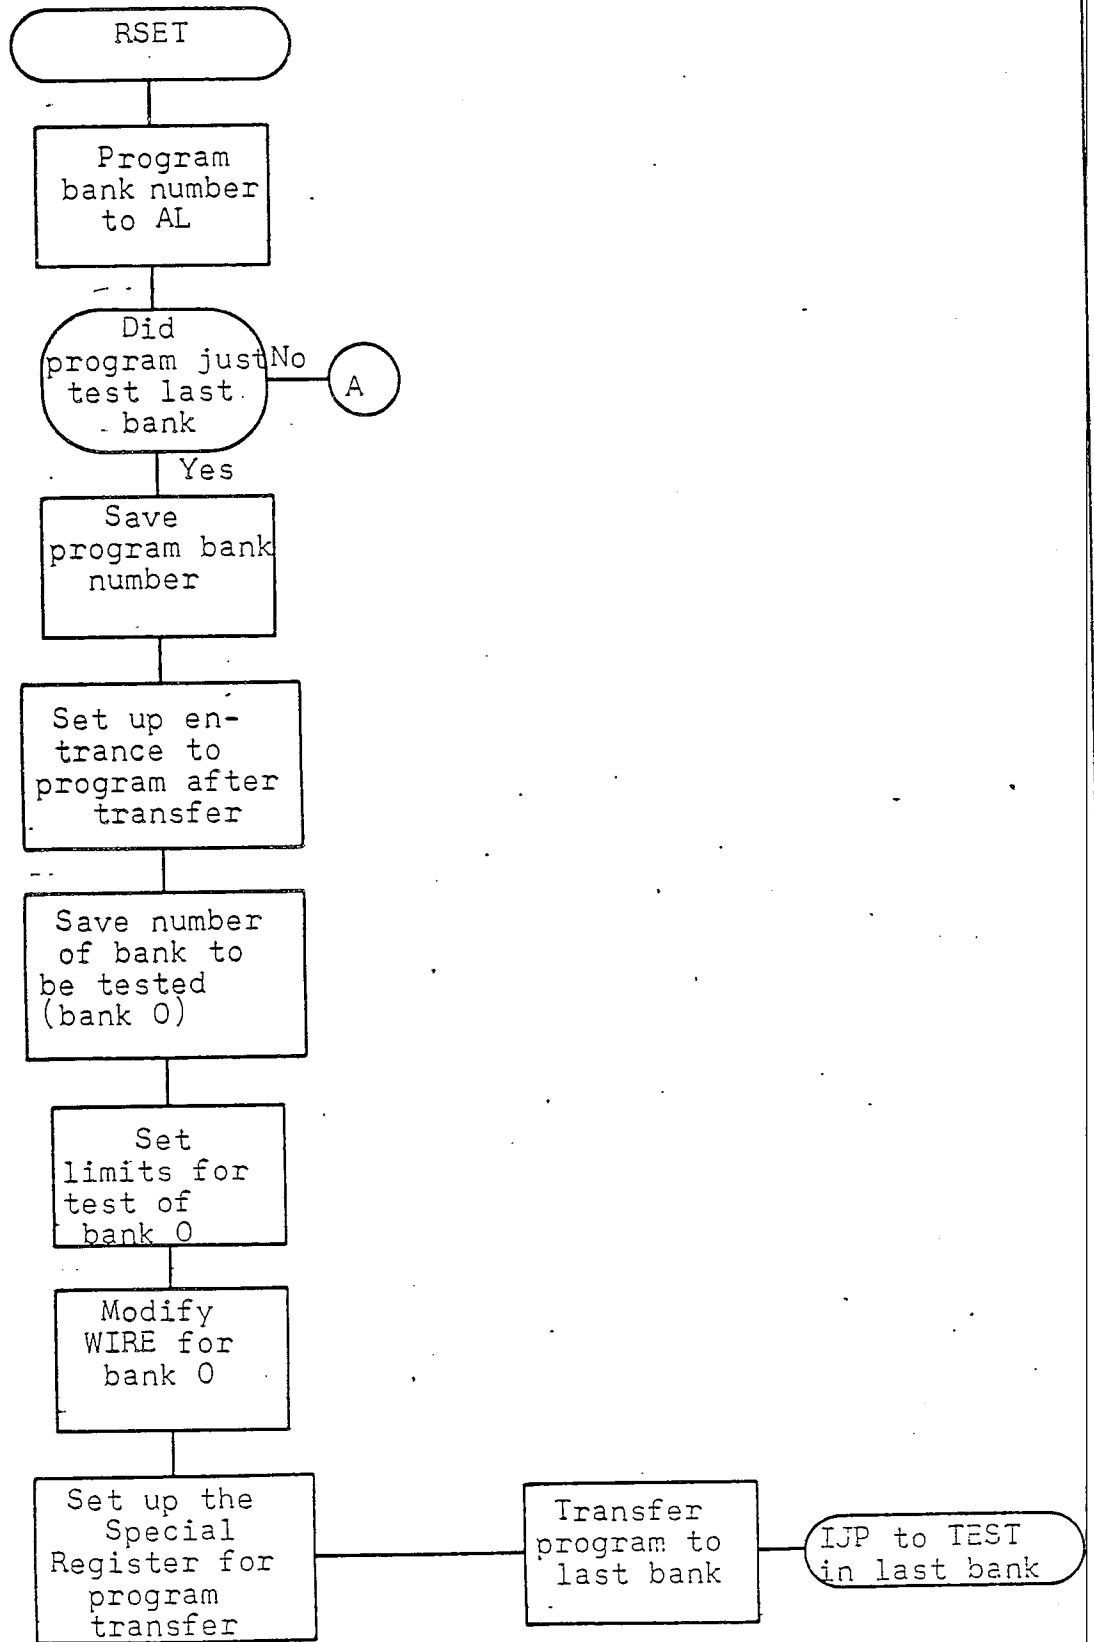 RSET
Program
bank number
to AL
Did
program just
test last
bank
No
A
Yes
Save
program bank
number
Set up en-
trance to
program after
transfer
Save number
of bank to
be tested
(bank 0)
Set
limits for
test of
bank 0
Modify
WIRE for
bank 0
Set up the
Special
Register for
program
transfer
Transfer
program to
last bank
IJP to TEST
in last bank